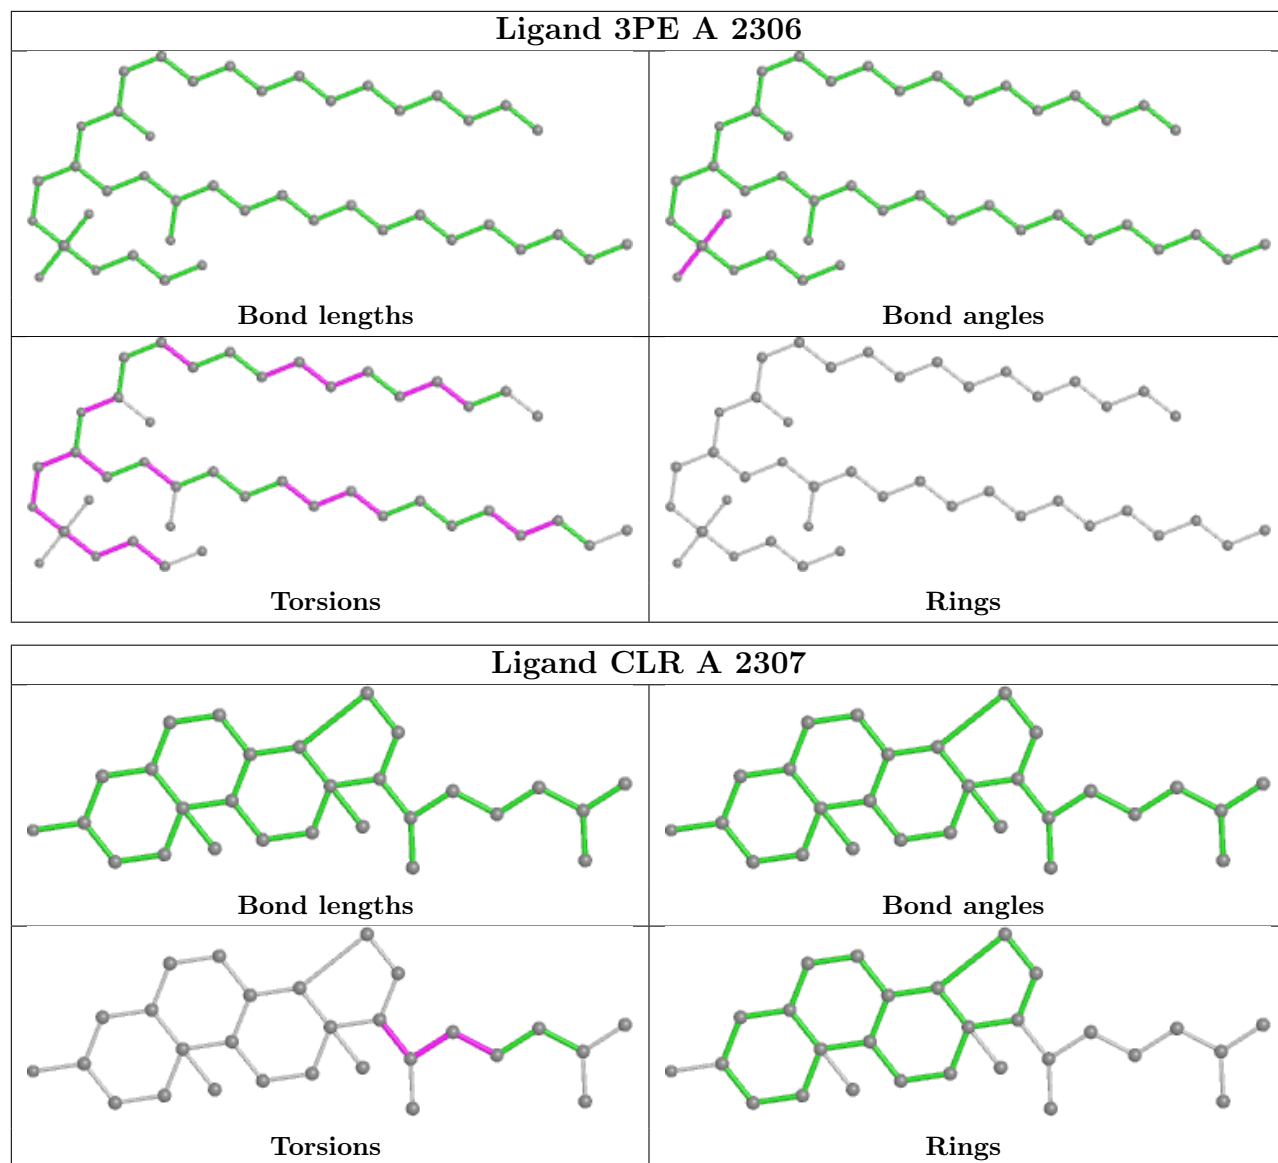 Ligand 3PE A 2306
Bond lengths
Bond angles
Torsions
Rings
Ligand CLR A 2307
Bond lengths
Bond angles
Torsions
Rings